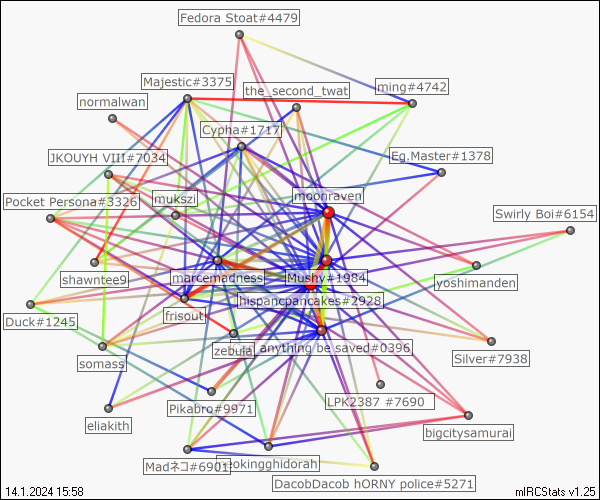 Fedora Stoat#4479
Majestic#3375
the_second_twat
ming#4742
normalwan
Cypha#1717
JKOUYH VIII#7034
Eg.Master#1378
mukszi
moonraven
Pocket Persona#3326
Swirly Boi#6154
shawntee9
marcemadness
Mushy#1984
yoshimanden
hispancpancakes#2928
frisout
Duck#1245
zebula
anything be saved#0396
somass
Silver#7938
LPK2387 #7690
Pikabro#9971
eliakith
bigcitysamurai
Madネコ#6901
eokingghidorah
DacobDacob hORNY police#5271
14.1.2024 15:58
mIRCStats v1.25